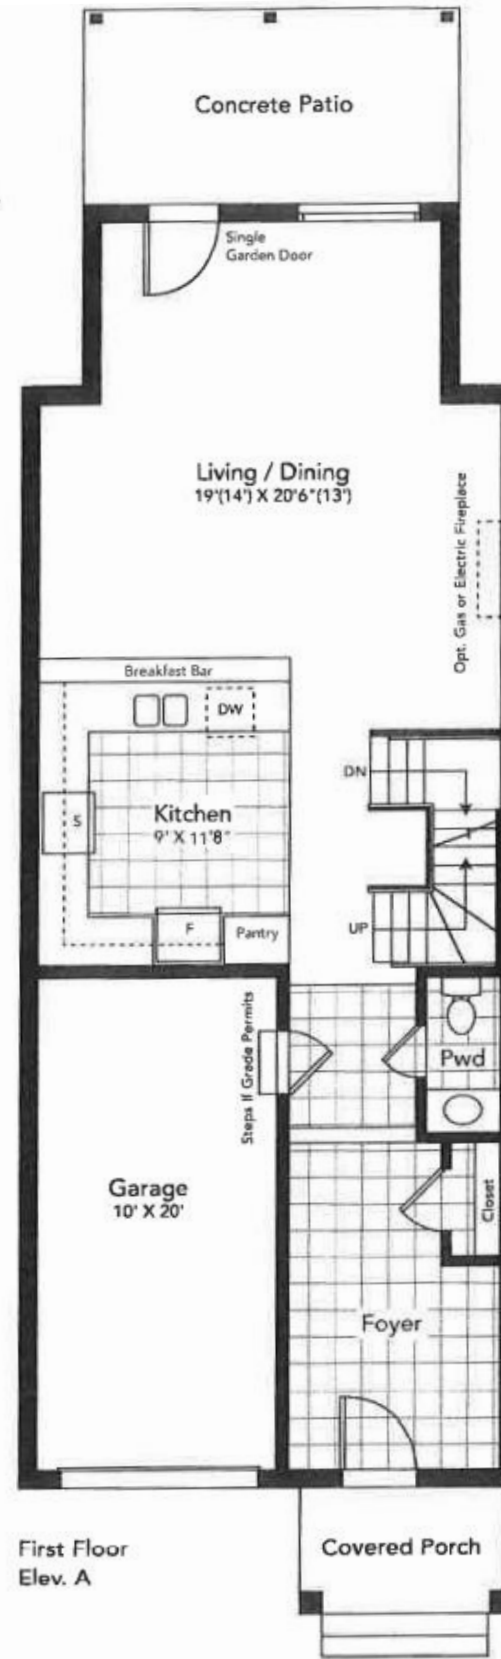 Concrete Patio
Single
Garden Door
Living / Dining
19'(14') X 20'6"(13')
Opt. Gas or Electric Fireplace
Breakfast Bar
DW
DN
S
Kitchen
9' X 11'8"
F
Pantry
UP
Steps If Grade Permits
Pwd
Garage
10' X 20'
Closet
Foyer
First Floor
Elev. A
Covered Porch